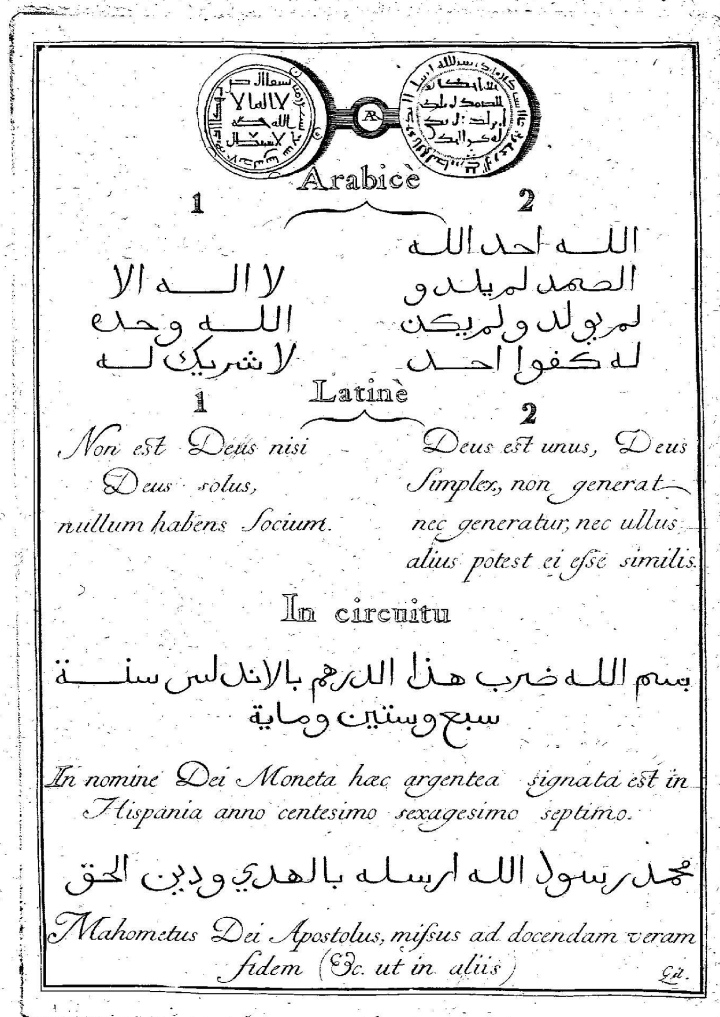 Æ
Arabicè
1 2
الله احد الله
الصمد لم يلد و
لم يولد ولم يكن
له كفوا احد
لا اله الا
الله وحده
لا شريك له
Latinè
1
Non est Deus nisi
Deus solus,
nullum habens Socium.
2
Deus est unus, Deus
Simplex, non generat
nec generatur, nec ullus
alius potest ei eſsé similis.
In circuitu
بسم الله ضرب هذا الدرهم بالاندلس سنة
سبع وستين وماية
In nomine Dei Moneta hæc argentea signata est in
Hispania anno centesimo sexagesimo septimo.
محمد رسول الله ارسله بالهدي ودين الحق
Mahometus Dei Apostolus, miſsus ad docendam veram
fidem (&c. ut in aliis)